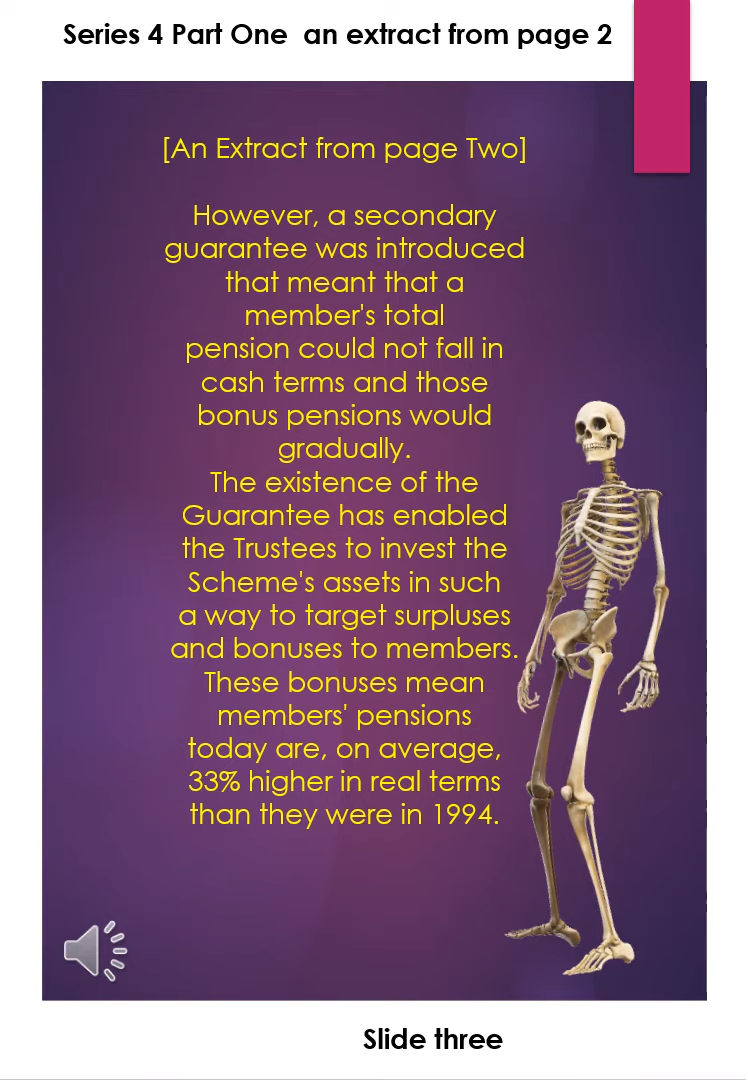 Series 4 Part One  an extract from page 2
[An Extract from page Two]
However, a secondary
guarantee was introduced
that meant that a
member's total
pension could not fall in
cash terms and those
bonus pensions would
gradually.
The existence of the
Guarantee has enabled
the Trustees to invest the
Scheme's assets in such
a way to target surpluses
and bonuses to members.
These bonuses mean
members' pensions
today are, on average,
33% higher in real terms
than they were in 1994.
Slide three